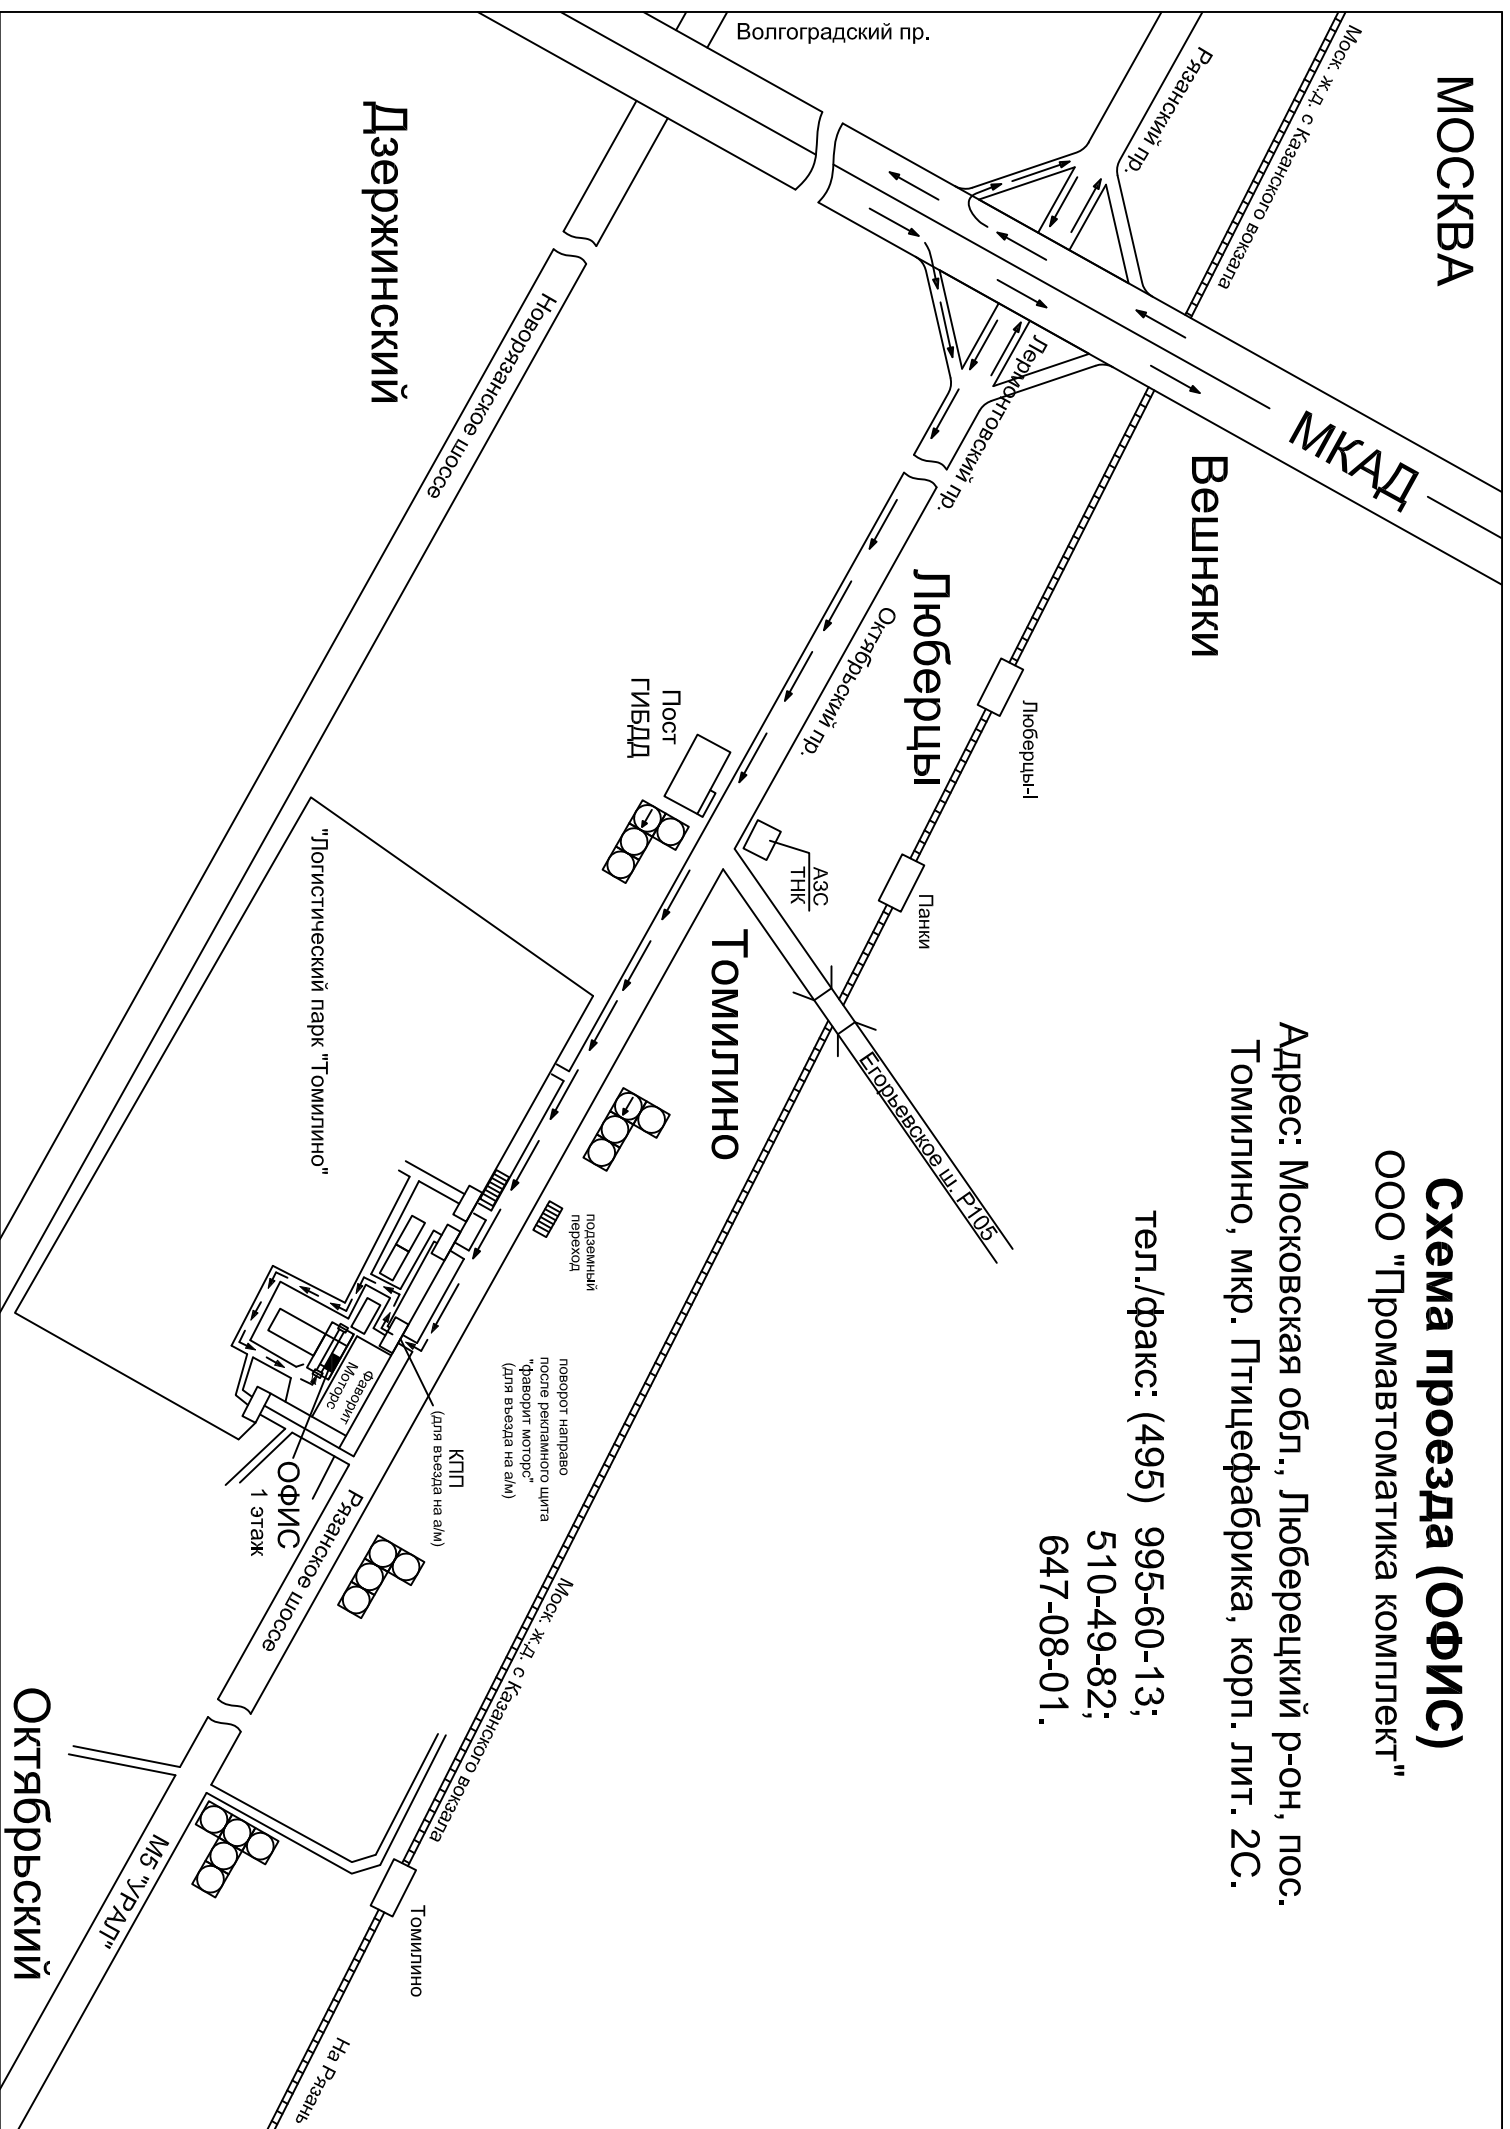 Схема проезда (ОФИС)
ООО "Промавтоматика комплект"
Адрес: Московская обл., Люберецкий р-он, пос.
Томилино, мкр. Птицефабрика, корп. лит. 2С.
тел./факс: (495) 995-60-13;
510-49-82;
647-08-01.
МОСКВА
Моск. ж.д. с Казанского вокзала
Рязанский пр.
Волгоградский пр.
МКАД
Вешняки
Лермонтовский пр.
Люберцы
Люберцы-I
Октябрьский пр.
Панки
АЗС
ТНК
Пост
ГИБДД
Дзержинский
Новорязанское шоссе
Томилино
Егорьевское ш. Р105
"Логистический парк "Томилино"
подземный
переход
поворот направо
после рекламного щита
"фаворит моторс"
(для въезда на а/м)
КПП
(для въезда на а/м)
Фаворит
Моторс
ОФИС
1 этаж
Рязанское шоссе
Моск. ж.д. с Казанского вокзала
Томилино
На Рязань
М5 "УРАЛ"
Октябрьский